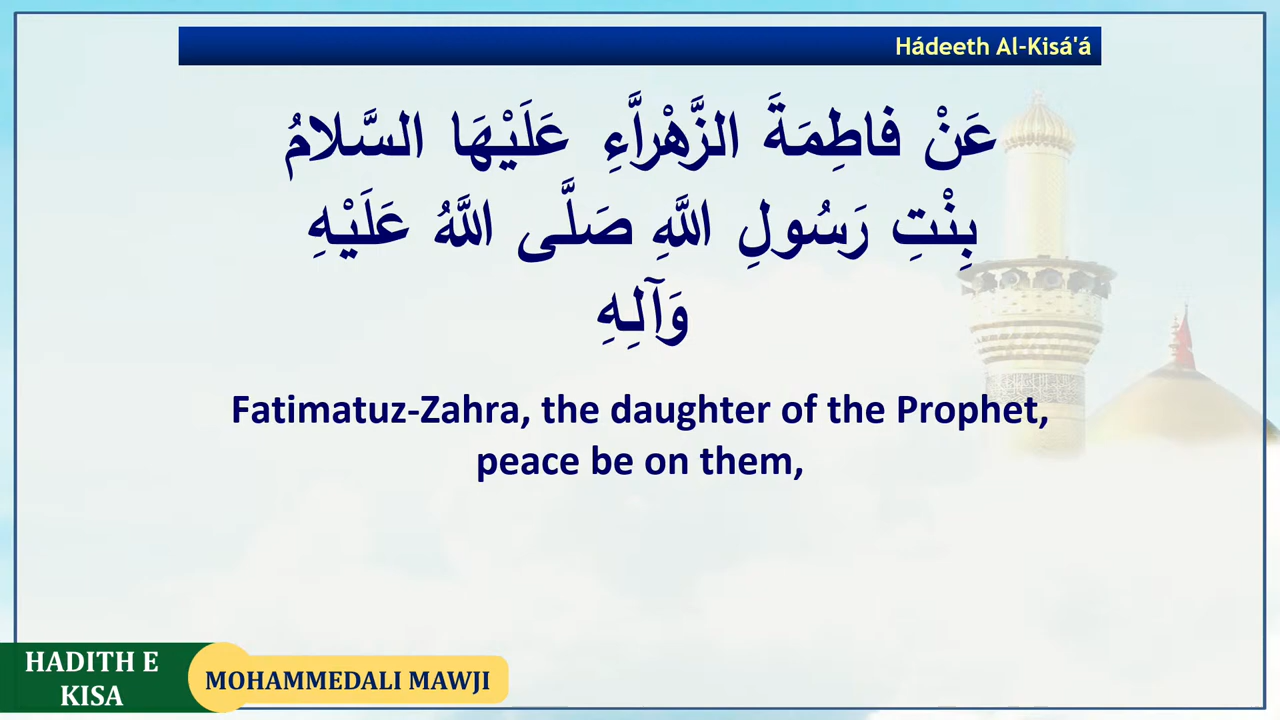 Hádeeth Al-Kisá'á
عَنْ فاطِمَةَ الزَّهْراَّءِ عَلَيْهَا السَّلامُ
بِنْتِ رَسُولِ اللَّهِ صَلَّى اللَّهُ عَلَيْهِ
وَآلِهِ
Fatimatuz-Zahra, the daughter of the Prophet,
peace be on them,
HADITH E
KISA
MOHAMMEDALI MAWJI